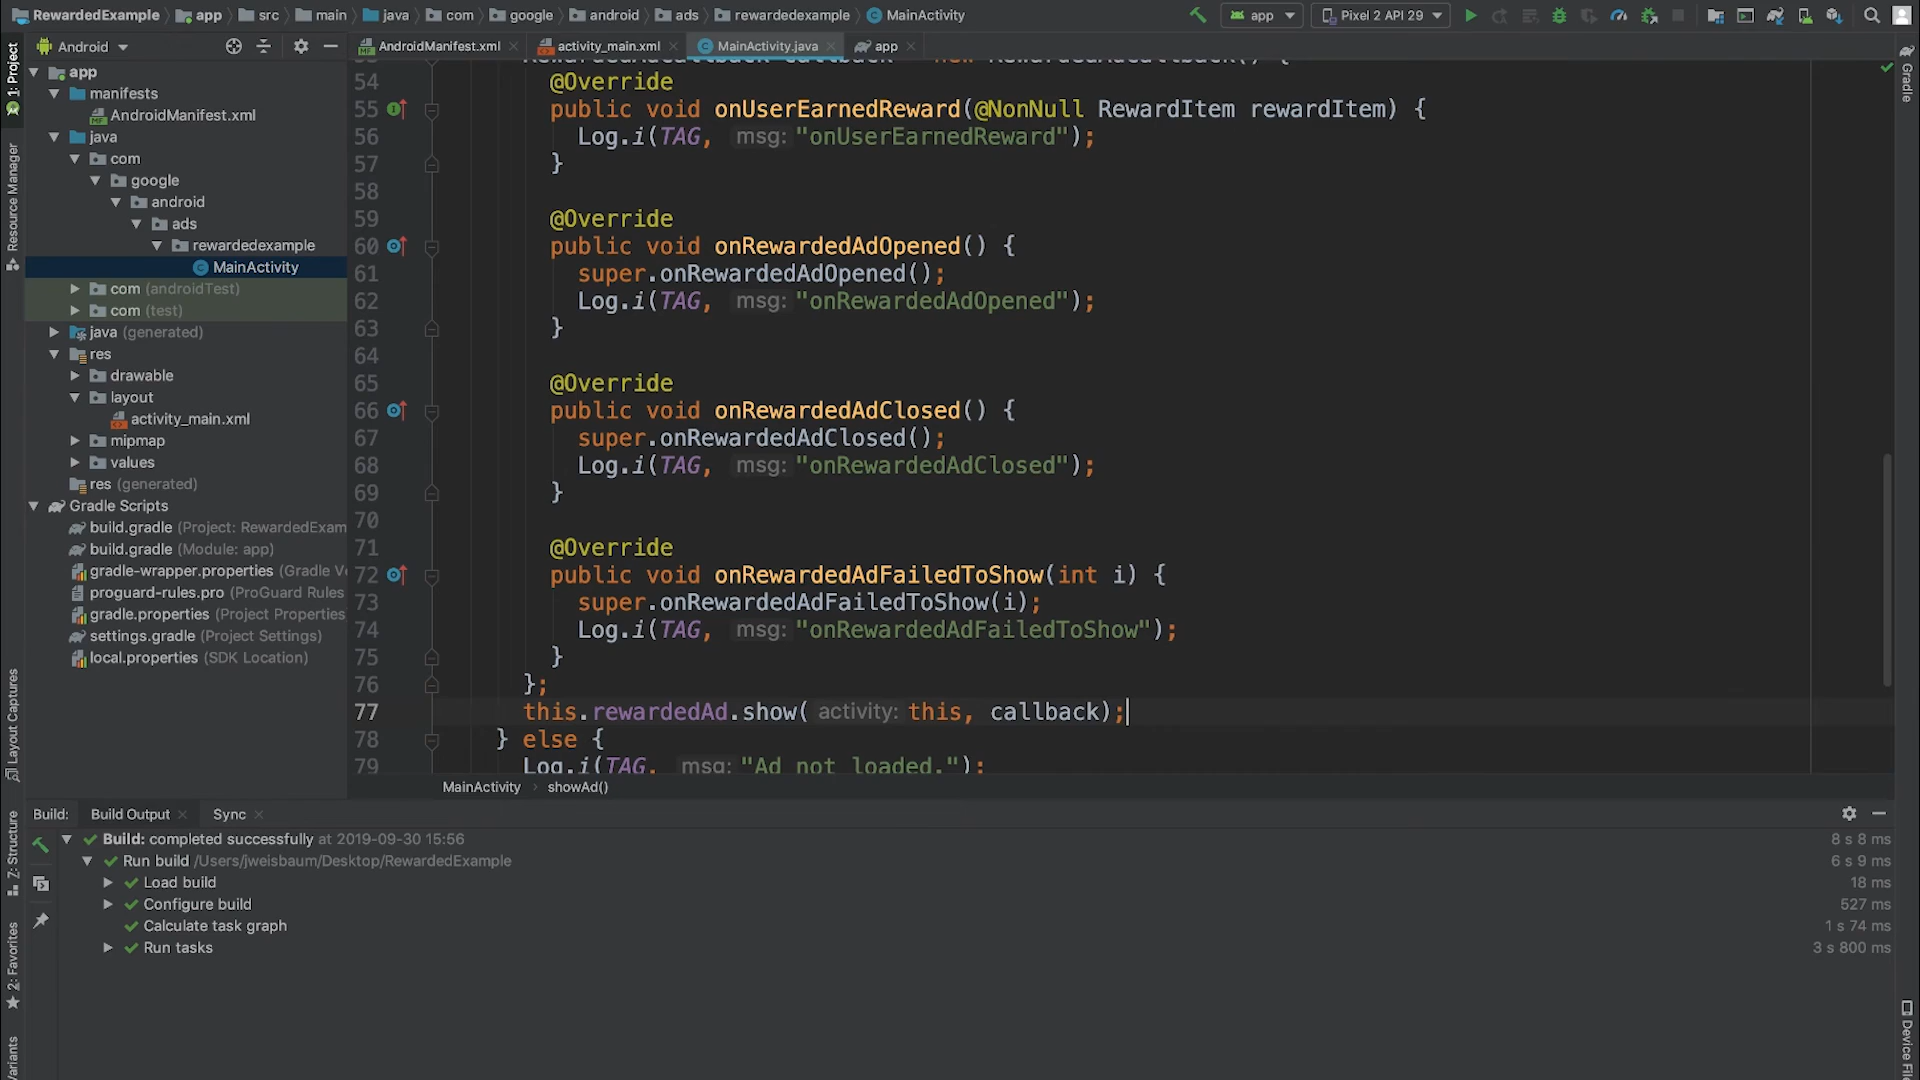 RewardedExample app src main java com google android ads rewardedexample MainActivity app Pixel 2 API 29
Android AndroidManifest.xml activity_main.xml MainActivity.java app
1: Project
Resource Manager
Layout Captures
Z: Structure
2: Favorites
Gradle
app
manifests
AndroidManifest.xml
java
com
google
android
ads
rewardedexample
MainActivity
com (androidTest)
com (test)
java (generated)
res
drawable
layout
activity_main.xml
mipmap
values
res (generated)
Gradle Scripts
build.gradle (Project: RewardedExam
build.gradle (Module: app)
gradle-wrapper.properties (Gradle Ve
proguard-rules.pro (ProGuard Rules
gradle.properties (Project Properties
settings.gradle (Project Settings)
local.properties (SDK Location)
54 @Override
55 public void onUserEarnedReward(@NonNull RewardItem rewardItem) {
56 Log.i(TAG, msg: "onUserEarnedReward");
57 }
58
59 @Override
60 public void onRewardedAdOpened() {
61 super.onRewardedAdOpened();
62 Log.i(TAG, msg: "onRewardedAdOpened");
63 }
64
65 @Override
66 public void onRewardedAdClosed() {
67 super.onRewardedAdClosed();
68 Log.i(TAG, msg: "onRewardedAdClosed");
69 }
70
71 @Override
72 public void onRewardedAdFailedToShow(int i) {
73 super.onRewardedAdFailedToShow(i);
74 Log.i(TAG, msg: "onRewardedAdFailedToShow");
75 }
76 };
77 this.rewardedAd.show( activity: this, callback);
78 } else {
79 Log.i(TAG, msg: "Ad not loaded.");
MainActivity › showAd()
Build: Build Output Sync
Build: completed successfully at 2019-09-30 15:56 8 s 8 ms
Run build /Users/jweisbaum/Desktop/RewardedExample 6 s 9 ms
Load build 18 ms
Configure build 527 ms
Calculate task graph 1 s 74 ms
Run tasks 3 s 800 ms